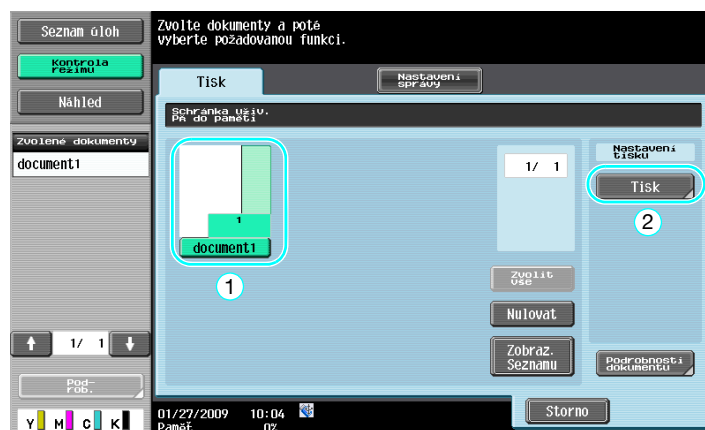 Seznam úloh
Kontrola
režimu
Náhled
Zvolené dokumenty
document1
1/ 1
Pod-
rob.
Y M C K
Zvolte dokumenty a poté
vyberte požadovanou funkci.
Tisk
Nastavení
správy
Schránka uživ.
PA do paměti
1
document1
1
1/ 1
Zvolit
vše
Nulovat
Zobraz.
Seznamu
Nastavení
tisku
Tisk
2
Podrobnosti
dokumentu
Storno
01/27/2009 10:04
Paměť 0%